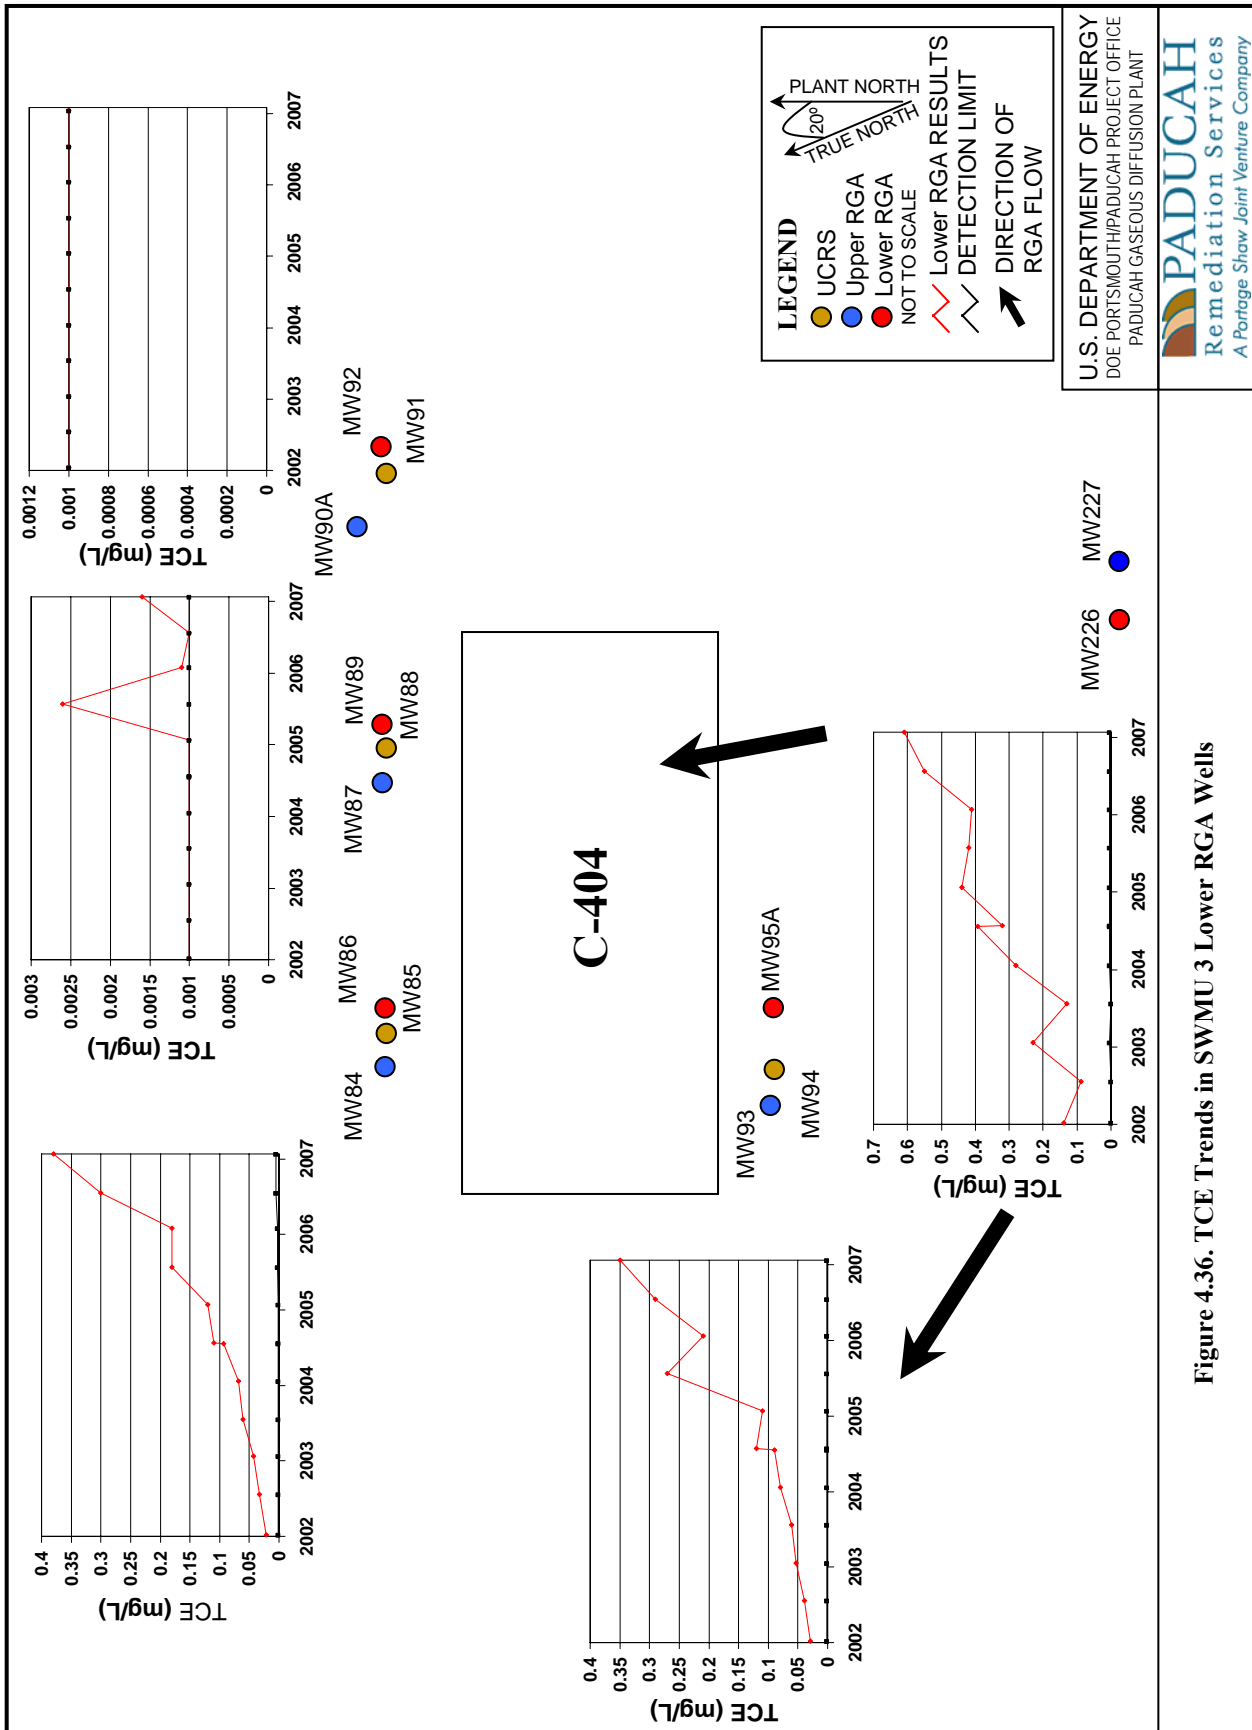 0.4
0.35
0.3
0.25
0.2
0.15
0.1
0.05
0
TCE (mg/L)
2002 2003 2004 2005 2006 2007
0.003
0.0025
0.002
0.0015
0.001
0.0005
0
TCE (mg/L)
2002 2003 2004 2005 2006 2007
0.0012
0.001
0.0008
0.0006
0.0004
0.0002
0
TCE (mg/L)
2002 2003 2004 2005 2006 2007
MW84
MW86
MW85
MW87
MW89
MW88
MW90A
MW92
MW91
C-404
MW93
MW94
MW95A
0.4
0.35
0.3
0.25
0.2
0.15
0.1
0.05
0
TCE (mg/L)
2002 2003 2004 2005 2006 2007
0.7
0.6
0.5
0.4
0.3
0.2
0.1
0
TCE (mg/L)
2002 2003 2004 2005 2006 2007
MW226
MW227
LEGEND
UCRS
Upper RGA
Lower RGA
NOT TO SCALE
PLANT NORTH
20º
TRUE NORTH
Lower RGA RESULTS
DETECTION LIMIT
DIRECTION OF
RGA FLOW
U.S. DEPARTMENT OF ENERGY
DOE PORTSMOUTH/PADUCAH PROJECT OFFICE
PADUCAH GASEOUS DIFFUSION PLANT
Figure 4.36. TCE Trends in SWMU 3 Lower RGA Wells
PADUCAH
Remediation Services
A Portage Shaw Joint Venture Company